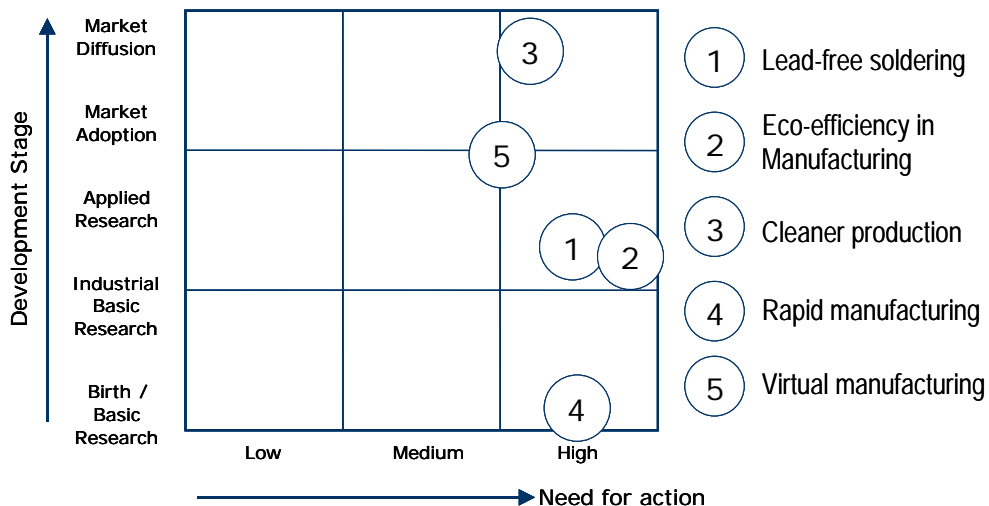 Market
Diffusion
Market
Adoption
Applied
Research
Industrial
Basic
Research
Birth /
Basic
Research
Development Stage
3
5
1
2
4
Low
Medium
High
Need for action
1
Lead-free soldering
2
Eco-efficiency in
Manufacturing
3
Cleaner production
4
Rapid manufacturing
5
Virtual manufacturing